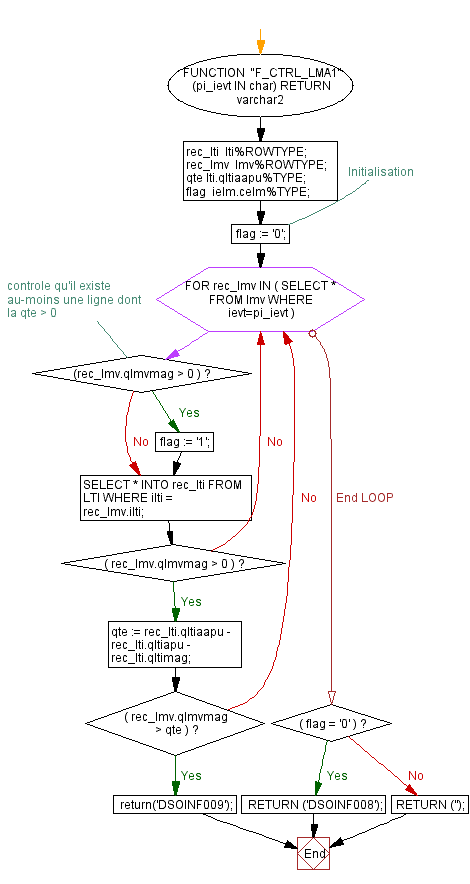 FUNCTION "F_CTRL_LMA1"
(pi_ievt IN char) RETURN
varchar2
rec_lti lti%ROWTYPE;
rec_lmv lmv%ROWTYPE;
qte lti.qltiaapu%TYPE;
flag ielm.celm%TYPE;
Initialisation
flag := '0';
FOR rec_lmv IN ( SELECT *
FROM lmv WHERE
ievt=pi_ievt )
controle qu'il existe
au-moins une ligne dont
la qte > 0
(rec_lmv.qlmvmag > 0 ) ?
Yes
No
flag := '1';
No
SELECT * INTO rec_lti FROM
LTI WHERE ilti =
rec_lmv.ilti;
No
End LOOP
( rec_lmv.qlmvmag > 0 ) ?
Yes
qte := rec_lti.qltiaapu -
rec_lti.qltiapu -
rec_lti.qltimag;
( rec_lmv.qlmvmag
> qte ) ?
( flag = '0' ) ?
Yes
Yes
No
return('DSOINF009');
RETURN ('DSOINF008');
RETURN ('');
End